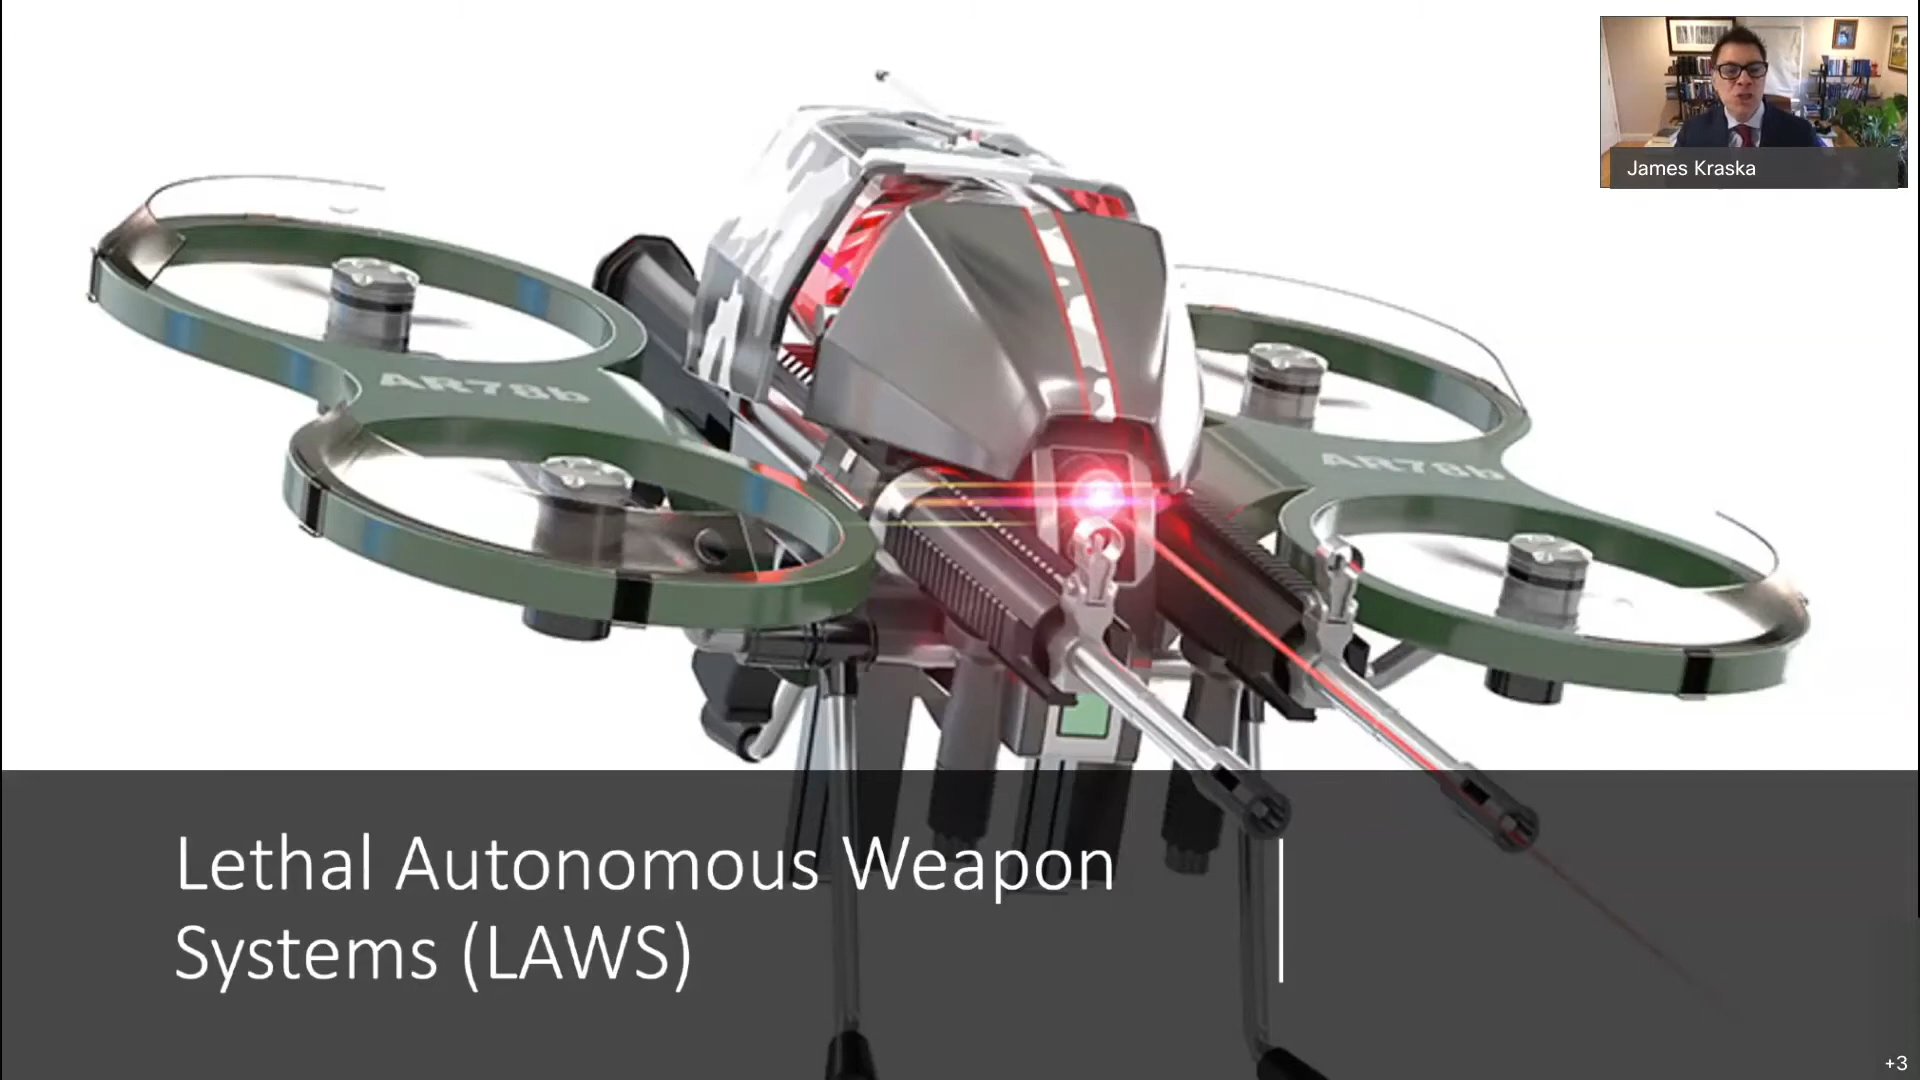 James Kraska
AR78b
AR78b
Lethal Autonomous Weapon
Systems (LAWS)
+3